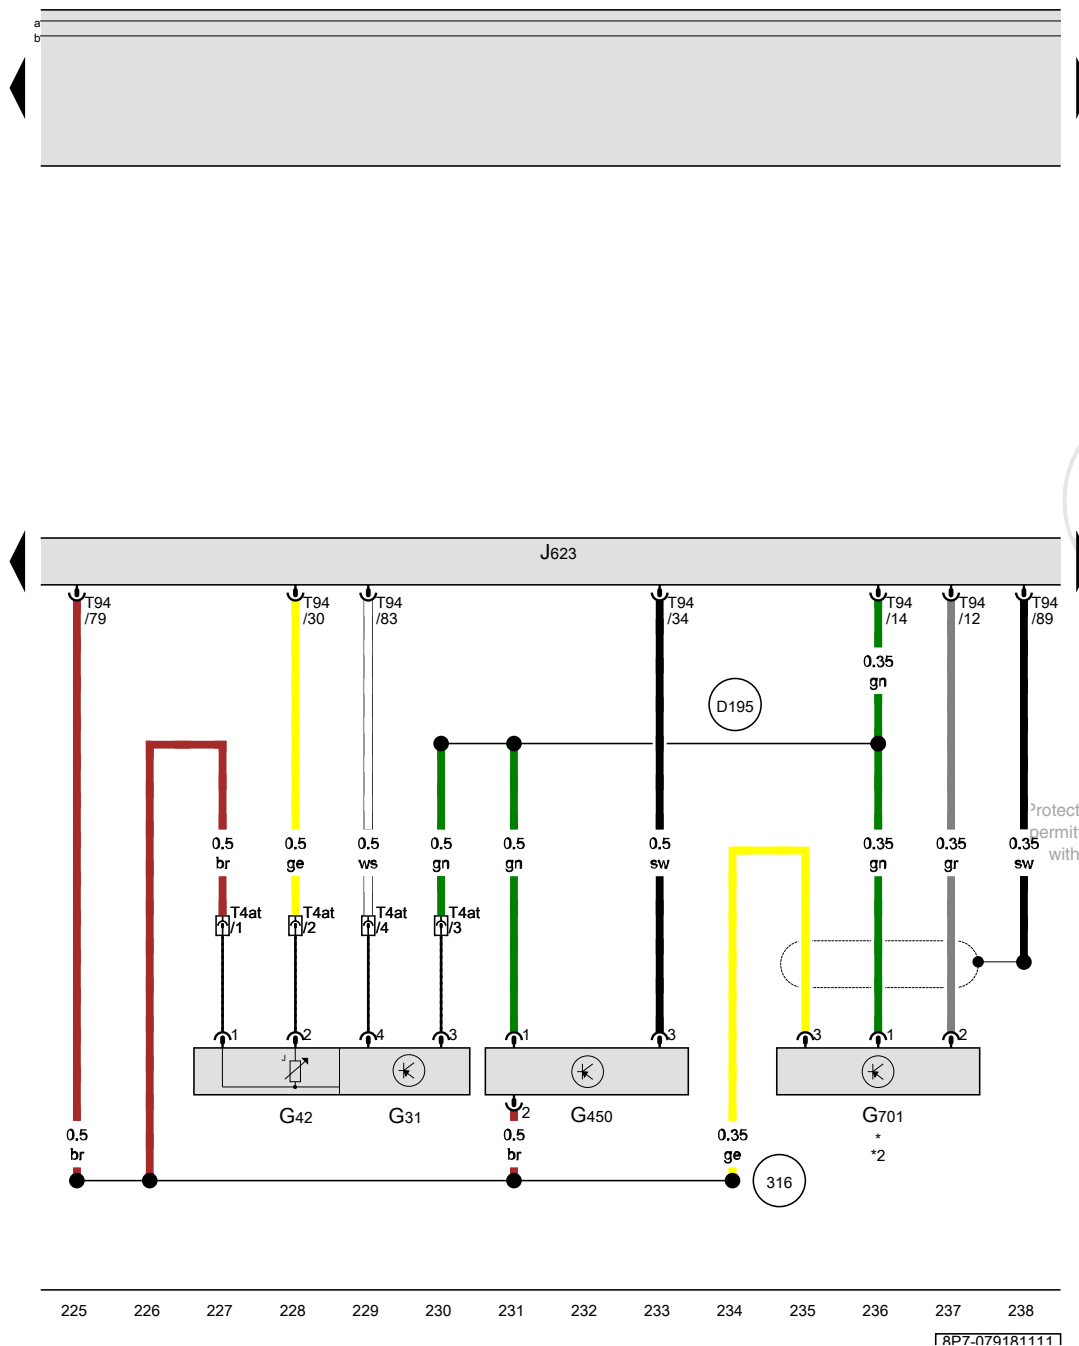 a
b
J623
T94 T94 T94 T94 T94 T94 T94
/79 /30 /83 /34 /14 /12 /89
0.35
gn
D195
Protect
permit
with
0.5 0.5 0.5 0.5 0.5 0.5 0.35 0.35 0.35
br ge ws gn gn sw gn gr sw
T4at T4at T4at T4at
/1 /2 /4 /3
1 2 4 3 1 3 3 1 2
J
G42 G31 2 G450 G701
*
*2
0.5 0.5 0.35
br br ge
316
225 226 227 228 229 230 231 232 233 234 235 236 237 238
8P7-079181111